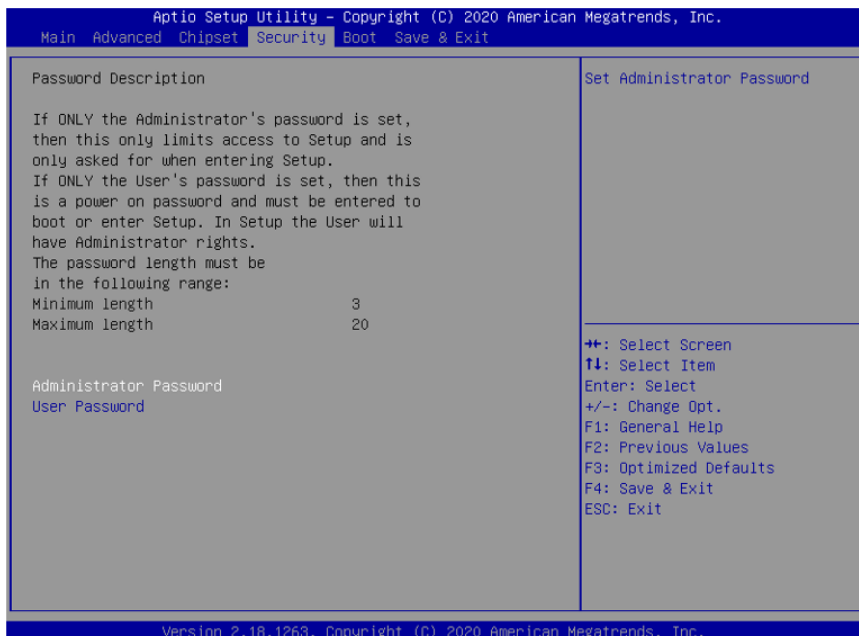 Aptio Setup Utility – Copyright (C) 2020 American Megatrends, Inc.
Main Advanced Chipset Security Boot Save & Exit
Password Description
If ONLY the Administrator's password is set,
then this only limits access to Setup and is
only asked for when entering Setup.
If ONLY the User's password is set, then this
is a power on password and must be entered to
boot or enter Setup. In Setup the User will
have Administrator rights.
The password length must be
in the following range:
Minimum length 3
Maximum length 20
Administrator Password
User Password
Set Administrator Password
→←: Select Screen
↑↓: Select Item
Enter: Select
+/-: Change Opt.
F1: General Help
F2: Previous Values
F3: Optimized Defaults
F4: Save & Exit
ESC: Exit
Version 2.18.1263. Copyright (C) 2020 American Megatrends, Inc.